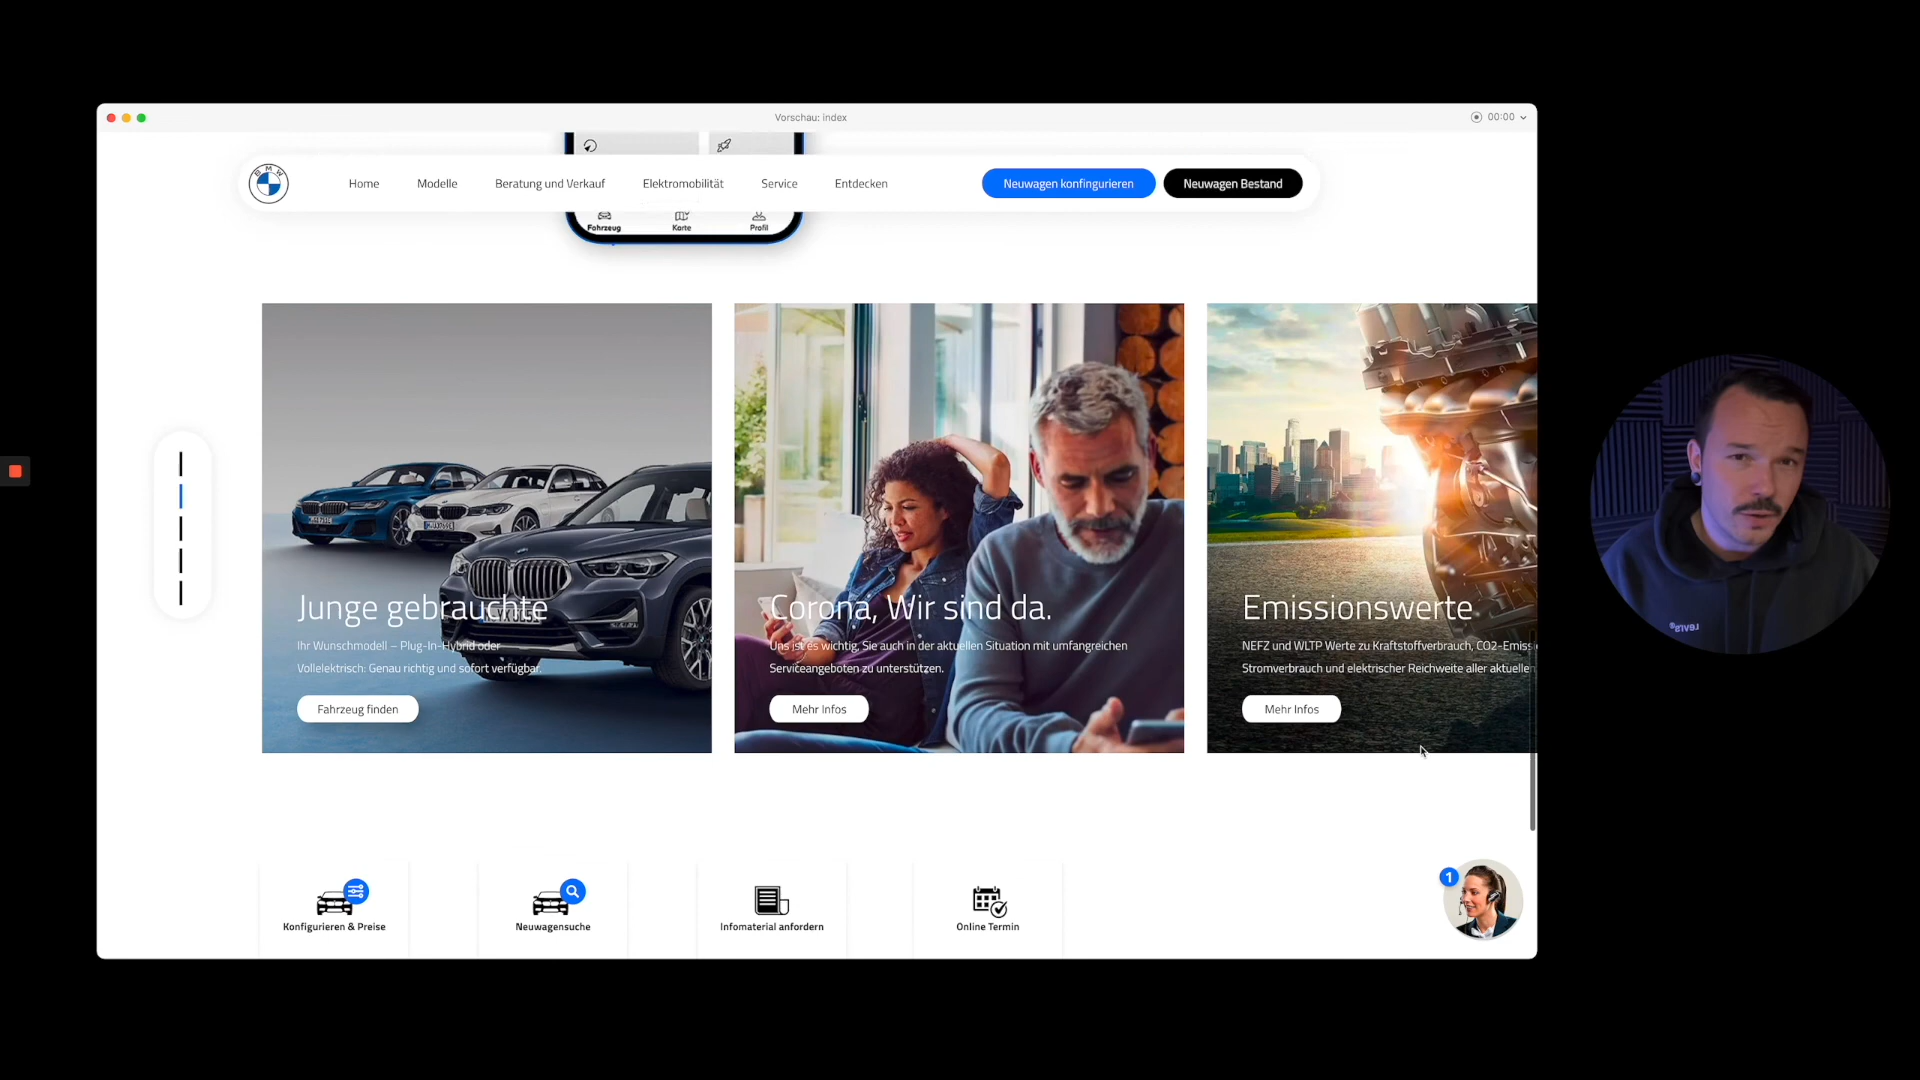 Vorschau: index
00:00
BMW
Home
Modelle
Beratung und Verkauf
Elektromobilität
Service
Entdecken
Neuwagen konfingurieren
Neuwagen Bestand
Fahrzeug
Karte
Profil
Junge gebrauchte
Ihr Wunschmodell – Plug-In-Hybrid oder
Vollelektrisch: Genau richtig und sofort verfügbar.
Fahrzeug finden
Corona, Wir sind da.
Uns ist es wichtig, Sie auch in der aktuellen Situation mit umfangreichen
Serviceangeboten zu unterstützen.
Mehr Infos
Emissionswerte
NEFZ und WLTP Werte zu Kraftstoffverbrauch, CO2-Emissi
Stromverbrauch und elektrischer Reichweite aller aktuellen
Mehr Infos
Konfigurieren & Preise
Neuwagensuche
Infomaterial anfordern
Online Termin
1